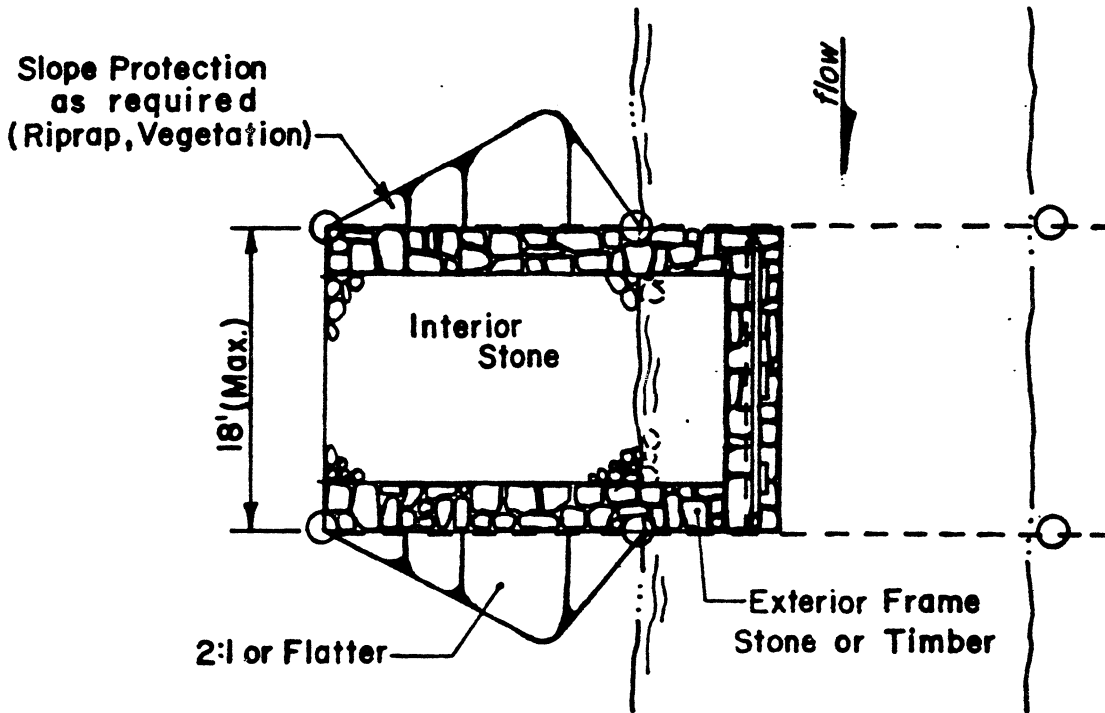 Slope Protection
as required
(Riprap, Vegetation)
flow
18' (Max.)
Interior
Stone
2:1 or Flatter
Exterior Frame
Stone or Timber